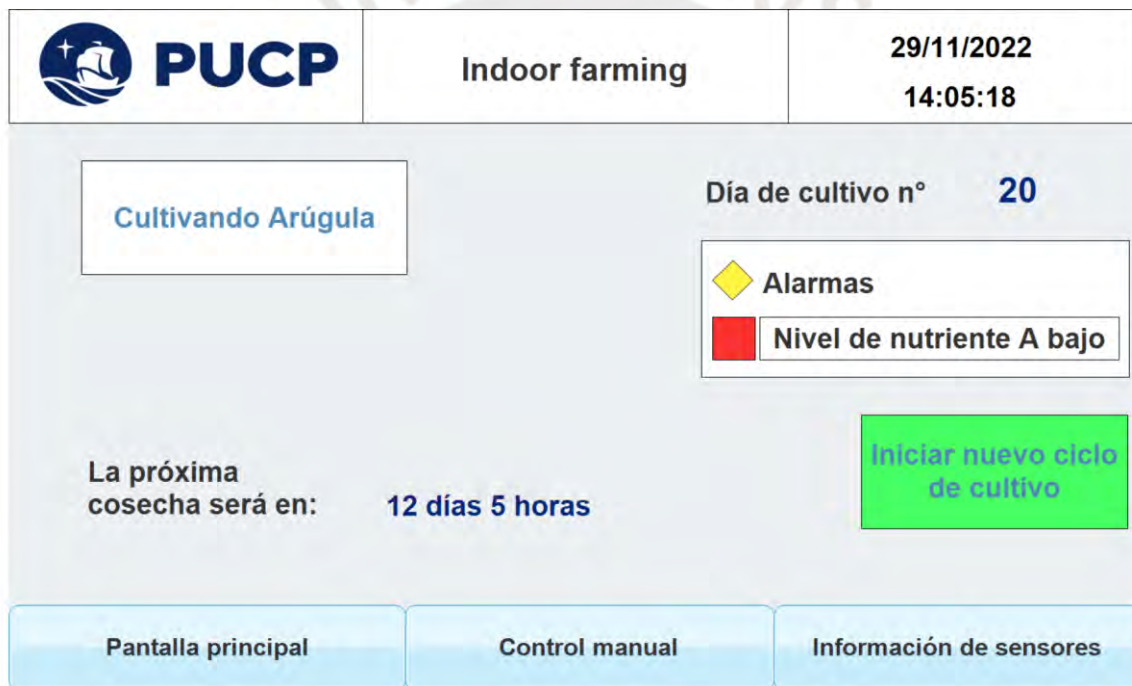 PUCP
Indoor farming
29/11/2022
14:05:18
Cultivando Arúgula
Día de cultivo n° 20
Alarmas
Nivel de nutriente A bajo
Iniciar nuevo ciclo
de cultivo
La próxima
cosecha será en: 12 días 5 horas
Pantalla principal
Control manual
Información de sensores